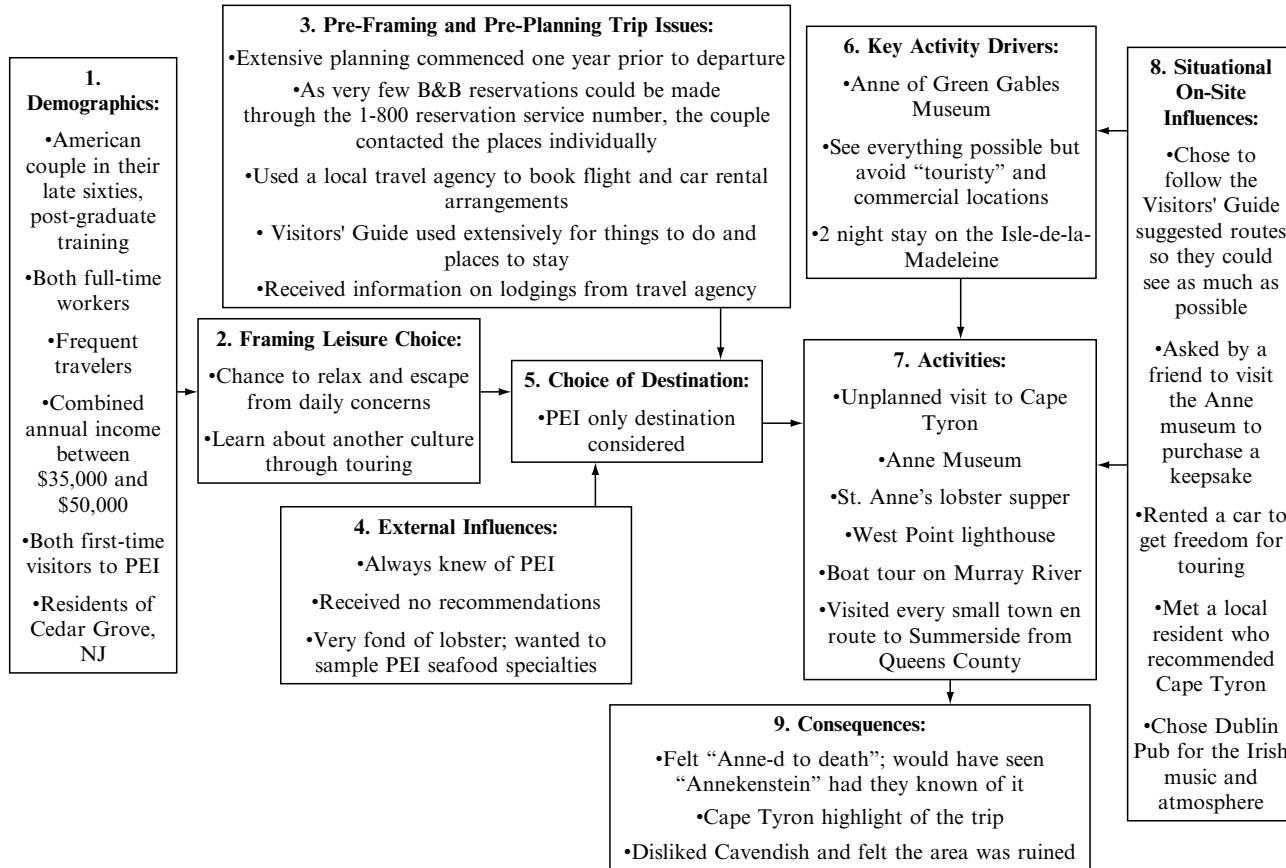 1.
Demographics:
•American
couple in their
late sixties,
post-graduate
training
•Both full-time
workers
•Frequent
travelers
•Combined
annual income
between
$35,000 and
$50,000
•Both first-time
visitors to PEI
•Residents of
Cedar Grove,
NJ
2. Framing Leisure Choice:
•Chance to relax and escape
from daily concerns
•Learn about another culture
through touring
3. Pre-Framing and Pre-Planning Trip Issues:
•Extensive planning commenced one year prior to departure
•As very few B&B reservations could be made
through the 1-800 reservation service number, the couple
contacted the places individually
•Used a local travel agency to book flight and car rental
arrangements
• Visitors' Guide used extensively for things to do and
places to stay
•Received information on lodgings from travel agency
4. External Influences:
•Always knew of PEI
•Received no recommendations
•Very fond of lobster; wanted to
sample PEI seafood specialties
5. Choice of Destination:
•PEI only destination
considered
6. Key Activity Drivers:
•Anne of Green Gables
Museum
•See everything possible but
avoid “touristy” and
commercial locations
•2 night stay on the Isle-de-la-
Madeleine
7. Activities:
•Unplanned visit to Cape
Tyron
•Anne Museum
•St. Anne’s lobster supper
•West Point lighthouse
•Boat tour on Murray River
•Visited every small town en
route to Summerside from
Queens County
8. Situational
On-Site
Influences:
•Chose to
follow the
Visitors' Guide
suggested routes
so they could
see as much as
possible
•Asked by a
friend to visit
the Anne
museum to
purchase a
keepsake
•Rented a car to
get freedom for
touring
•Met a local
resident who
recommended
Cape Tyron
•Chose Dublin
Pub for the Irish
music and
atmosphere
9. Consequences:
•Felt “Anne-d to death”; would have seen
“Annekenstein” had they known of it
•Cape Tyron highlight of the trip
•Disliked Cavendish and felt the area was ruined